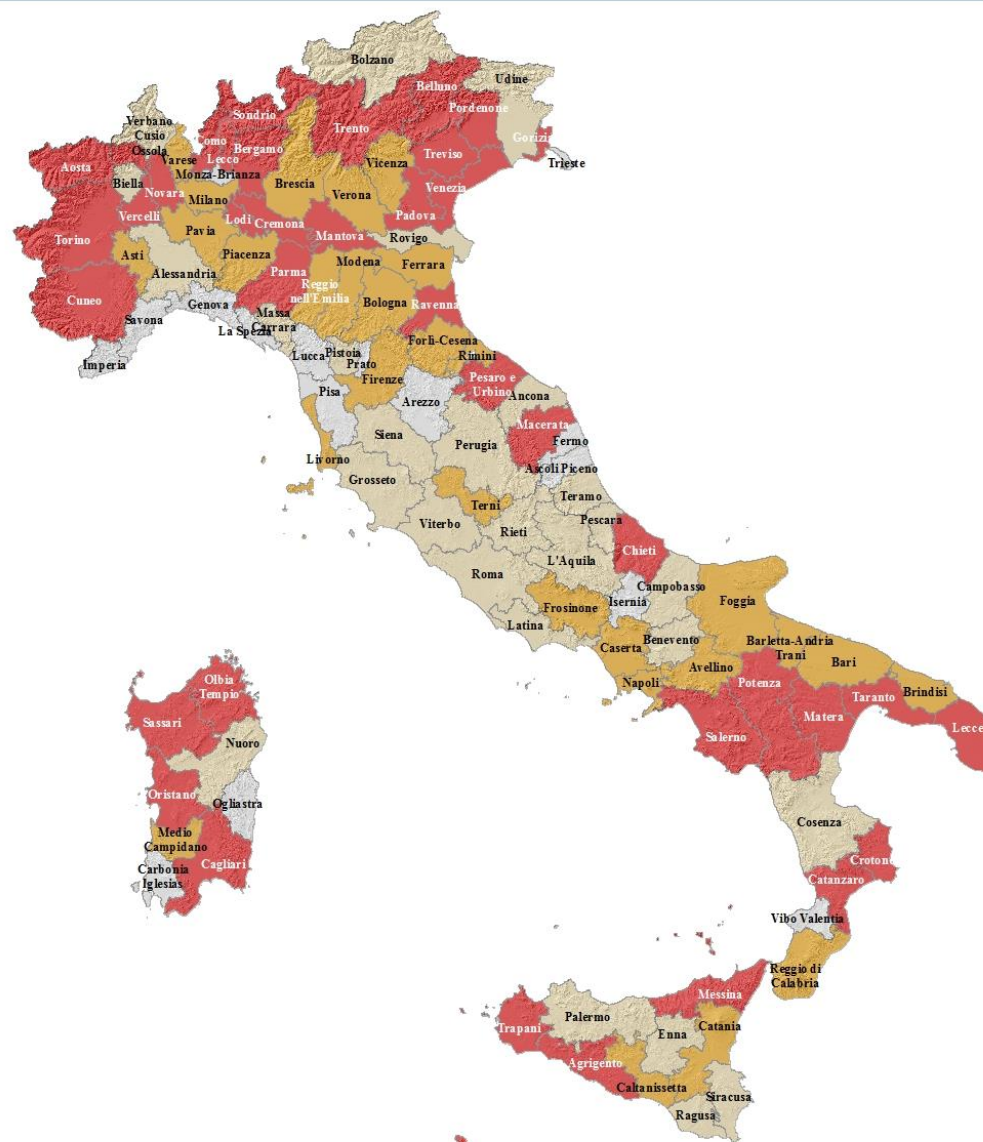 Bolzano
Udine
Belluno
Pordenone
Verbano
Cusio
Ossola
Sondrio
Trento
Como
Lecco
Bergamo
Gorizia
Trieste
Aosta
Varese
Monza-Brianza
Vicenza
Treviso
Biella
Novara
Milano
Brescia
Verona
Venezia
Vercelli
Lodi
Cremona
Padova
Torino
Pavia
Mantova
Rovigo
Asti
Piacenza
Alessandria
Modena
Ferrara
Parma
Reggio
nell'Emilia
Cuneo
Genova
Bologna
Ravenna
Savona
Massa
Carrara
La Spezia
Forlì-Cesena
Rimini
Imperia
Lucca
Pistoia
Prato
Firenze
Pesaro e
Urbino
Pisa
Arezzo
Ancona
Macerata
Siena
Perugia
Fermo
Livorno
Ascoli Piceno
Grosseto
Teramo
Terni
Viterbo
Rieti
Pescara
Chieti
L'Aquila
Roma
Campobasso
Isernia
Foggia
Frosinone
Latina
Benevento
Barletta-Andria
Trani
Caserta
Bari
Avellino
Napoli
Potenza
Olbia
Tempio
Taranto
Brindisi
Sassari
Matera
Lecce
Salerno
Nuoro
Oristano
Ogliastra
Cosenza
Medio
Campidano
Cagliari
Crotone
Carbonia
Iglesias
Catanzaro
Vibo Valentia
Reggio di
Calabria
Messina
Palermo
Trapani
Catania
Enna
Agrigento
Caltanissetta
Siracusa
Ragusa